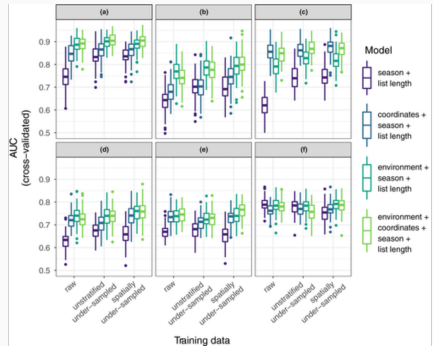 (a)
(b)
(c)
0.9
0.8
0.7
0.6
0.5
(d)
(e)
(f)
0.9
0.8
0.7
0.6
0.5
AUC
(cross-validated)
raw
unstratified
under-sampled
spatially
under-sampled
raw
unstratified
under-sampled
spatially
under-sampled
raw
unstratified
under-sampled
spatially
under-sampled
Training data
Model
season +
list length
coordinates +
season +
list length
environment +
season +
list length
environment +
coordinates +
season +
list length